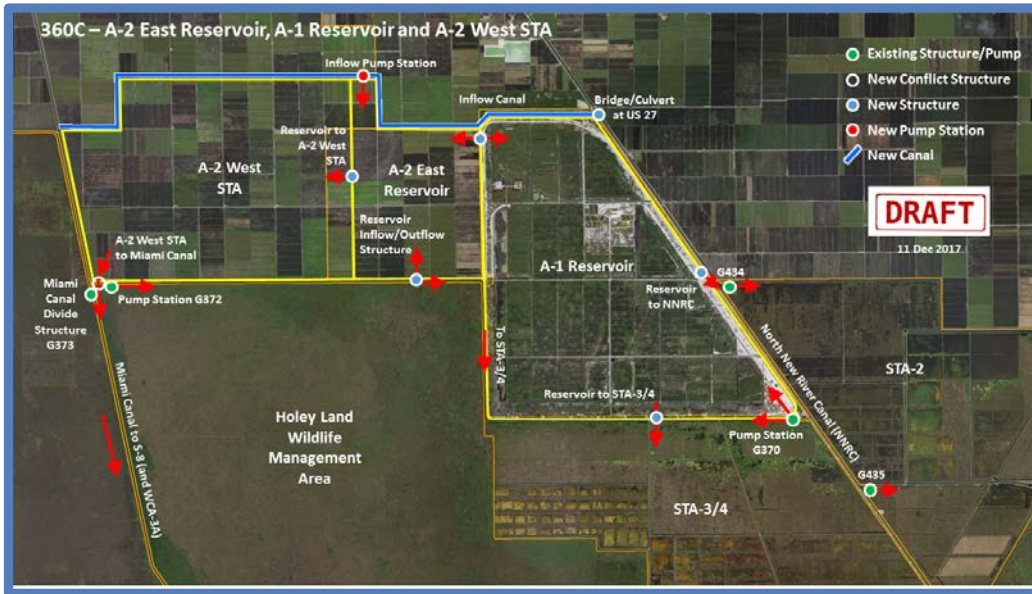 360C – A-2 East Reservoir, A-1 Reservoir and A-2 West STA
Existing Structure/Pump
New Conflict Structure
New Structure
New Pump Station
New Canal
DRAFT
11 Dec 2017
Inflow Pump Station
Inflow Canal
Bridge/Culvert
at US 27
Reservoir to
A-2 West
STA
A-2 West
STA
A-2 East
Reservoir
Reservoir
Inflow/Outflow
Structure
A-2 West STA
to Miami Canal
Miami
Canal
Divide
Structure
G373
Pump Station G372
A-1 Reservoir
Reservoir
to NNRC
G434
To STA-3/4
North New River Canal (NNRC)
STA-2
Reservoir to STA-3/4
Pump Station
G370
G435
Miami Canal to S-8 (and WCA-3A)
Holey Land
Wildlife
Management
Area
STA-3/4